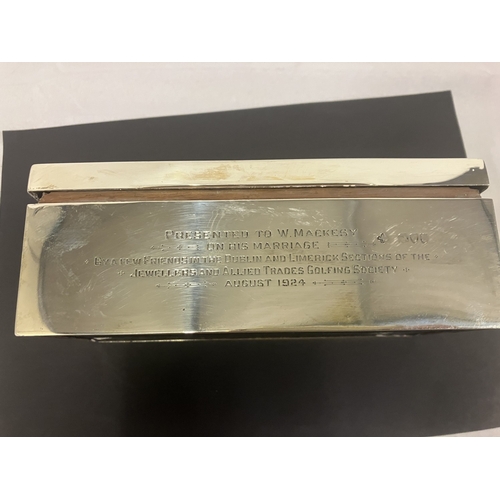 PRESENTED TO W. MACKESY
ON HIS MARRIAGE
BY A FEW FRIENDS IN THE DUBLIN AND LIMERICK SECTIONS OF THE
JEWELLERS AND ALLIED TRADES GOLFING SOCIETY
AUGUST 1924